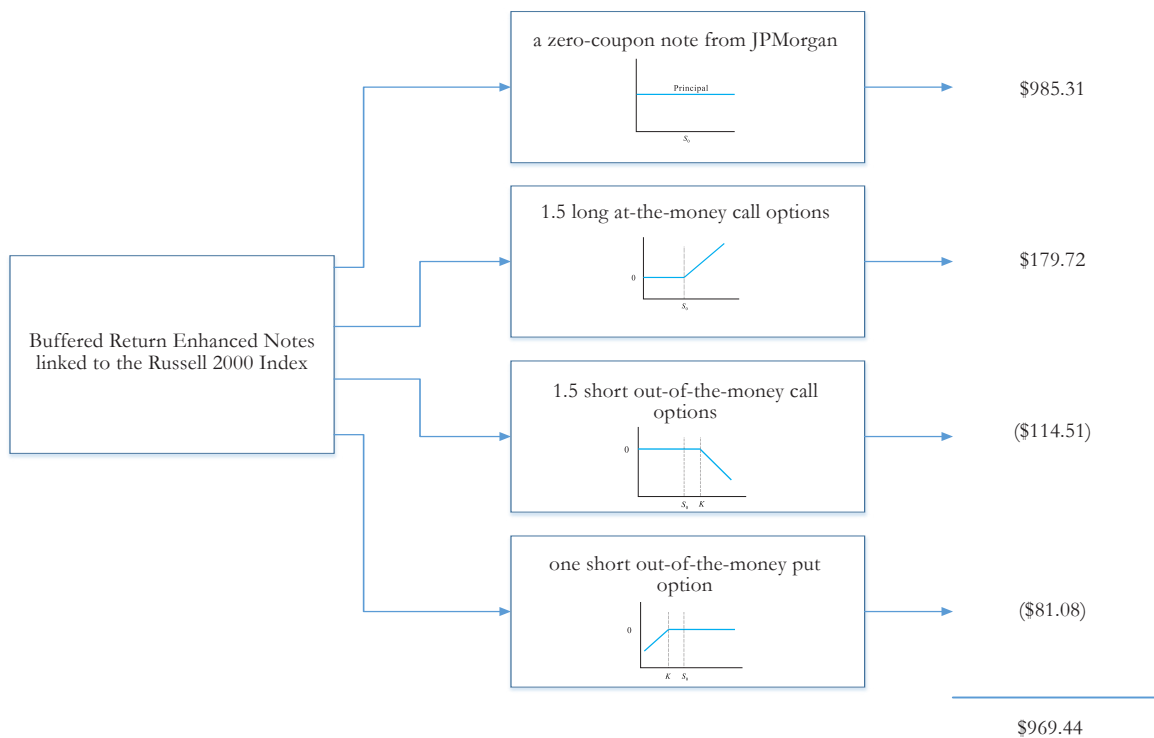 a zero-coupon note from JPMorgan
Principal
S₀
$985.31
1.5 long at-the-money call options
0
S₀
$179.72
Buffered Return Enhanced Notes
linked to the Russell 2000 Index
1.5 short out-of-the-money call
options
0
S₀ K
($114.51)
one short out-of-the-money put
option
0
K S₀
($81.08)
$969.44